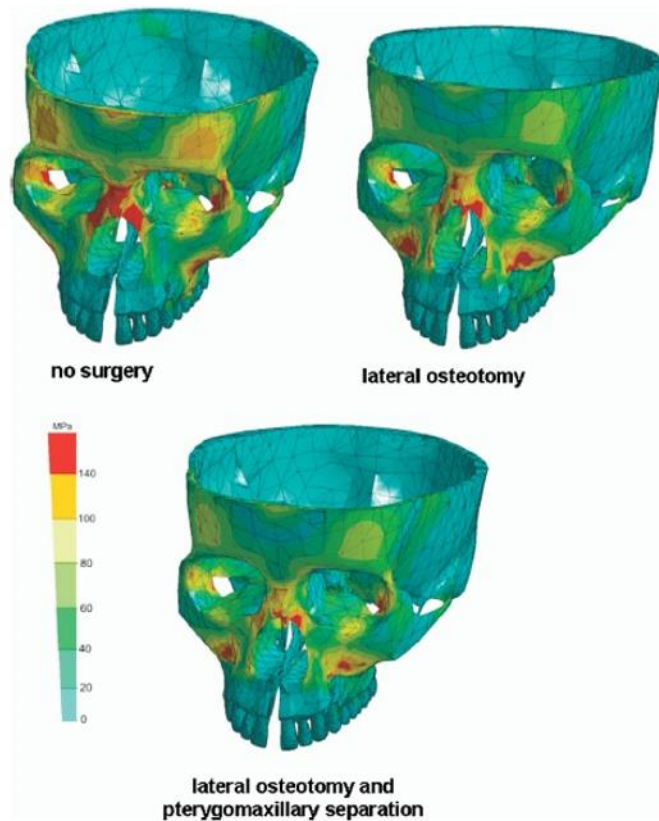 no surgery
lateral osteotomy
MPa
140
100
80
60
40
20
0
lateral osteotomy and
pterygomaxillary separation